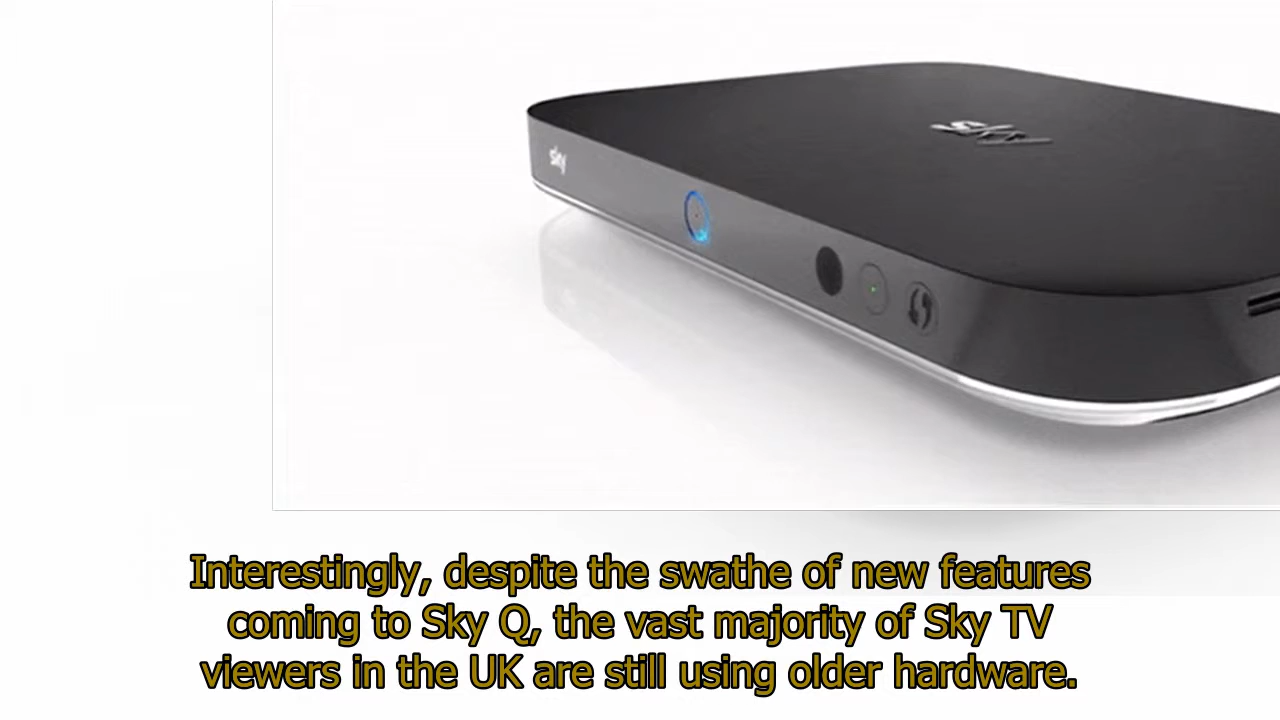 sky
sky
Interestingly, despite the swathe of new features
coming to Sky Q, the vast majority of Sky TV
viewers in the UK are still using older hardware.